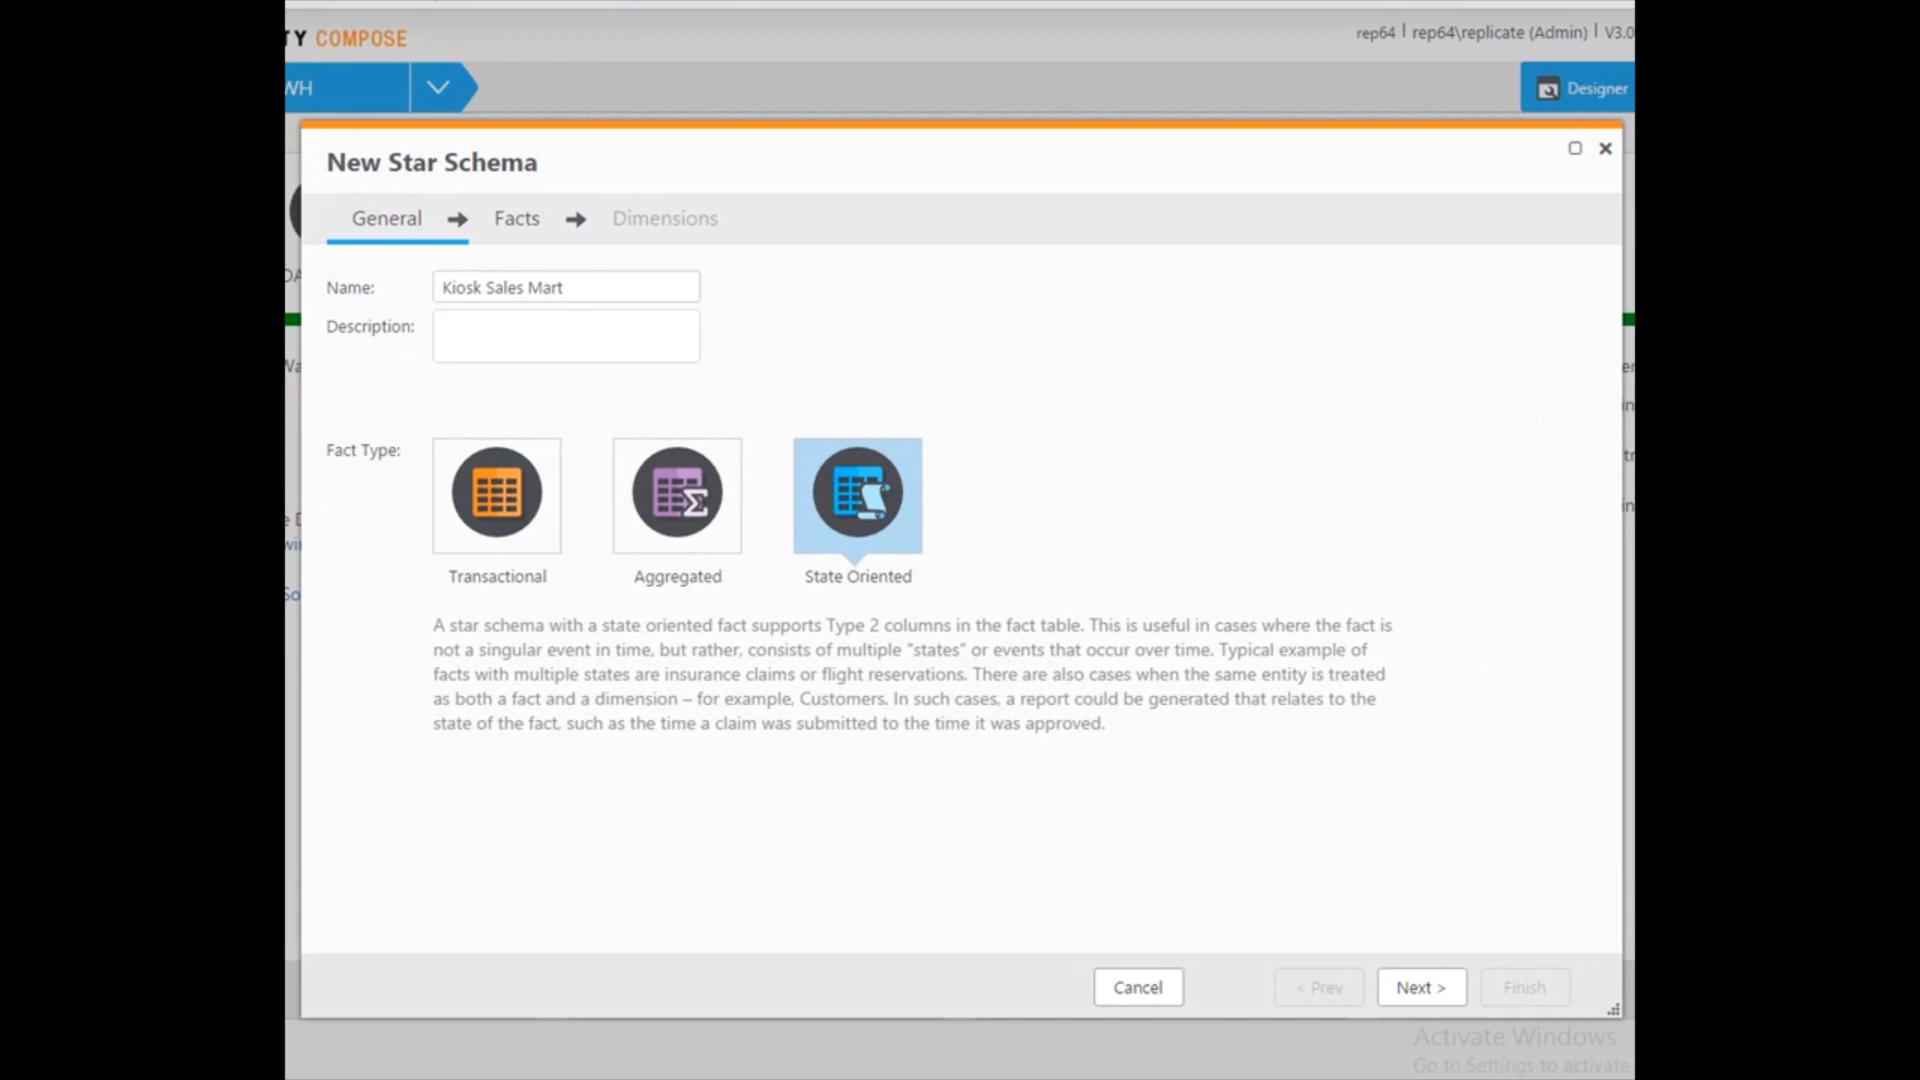 TY COMPOSE
rep64 | rep64\replicate (Admin) | V3.0
WH
Designer
New Star Schema
General
Facts
Dimensions
Name:
Kiosk Sales Mart
Description:
Fact Type:
Transactional
Aggregated
State Oriented
A star schema with a state oriented fact supports Type 2 columns in the fact table. This is useful in cases where the fact is
not a singular event in time, but rather, consists of multiple "states" or events that occur over time. Typical example of
facts with multiple states are insurance claims or flight reservations. There are also cases when the same entity is treated
as both a fact and a dimension – for example, Customers. In such cases, a report could be generated that relates to the
state of the fact, such as the time a claim was submitted to the time it was approved.
Cancel
< Prev
Next >
Finish
Activate Windows
Go to Settings to activate